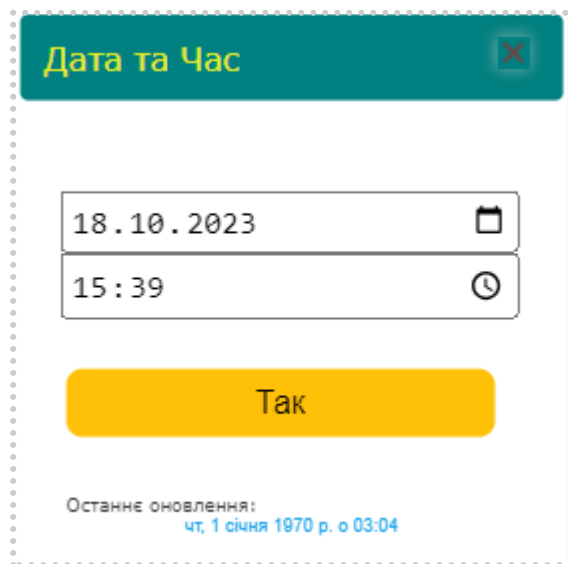 Дата та Час
18.10.2023
15:39
Так
Останнє оновлення:
чт, 1 січня 1970 р. о 03:04